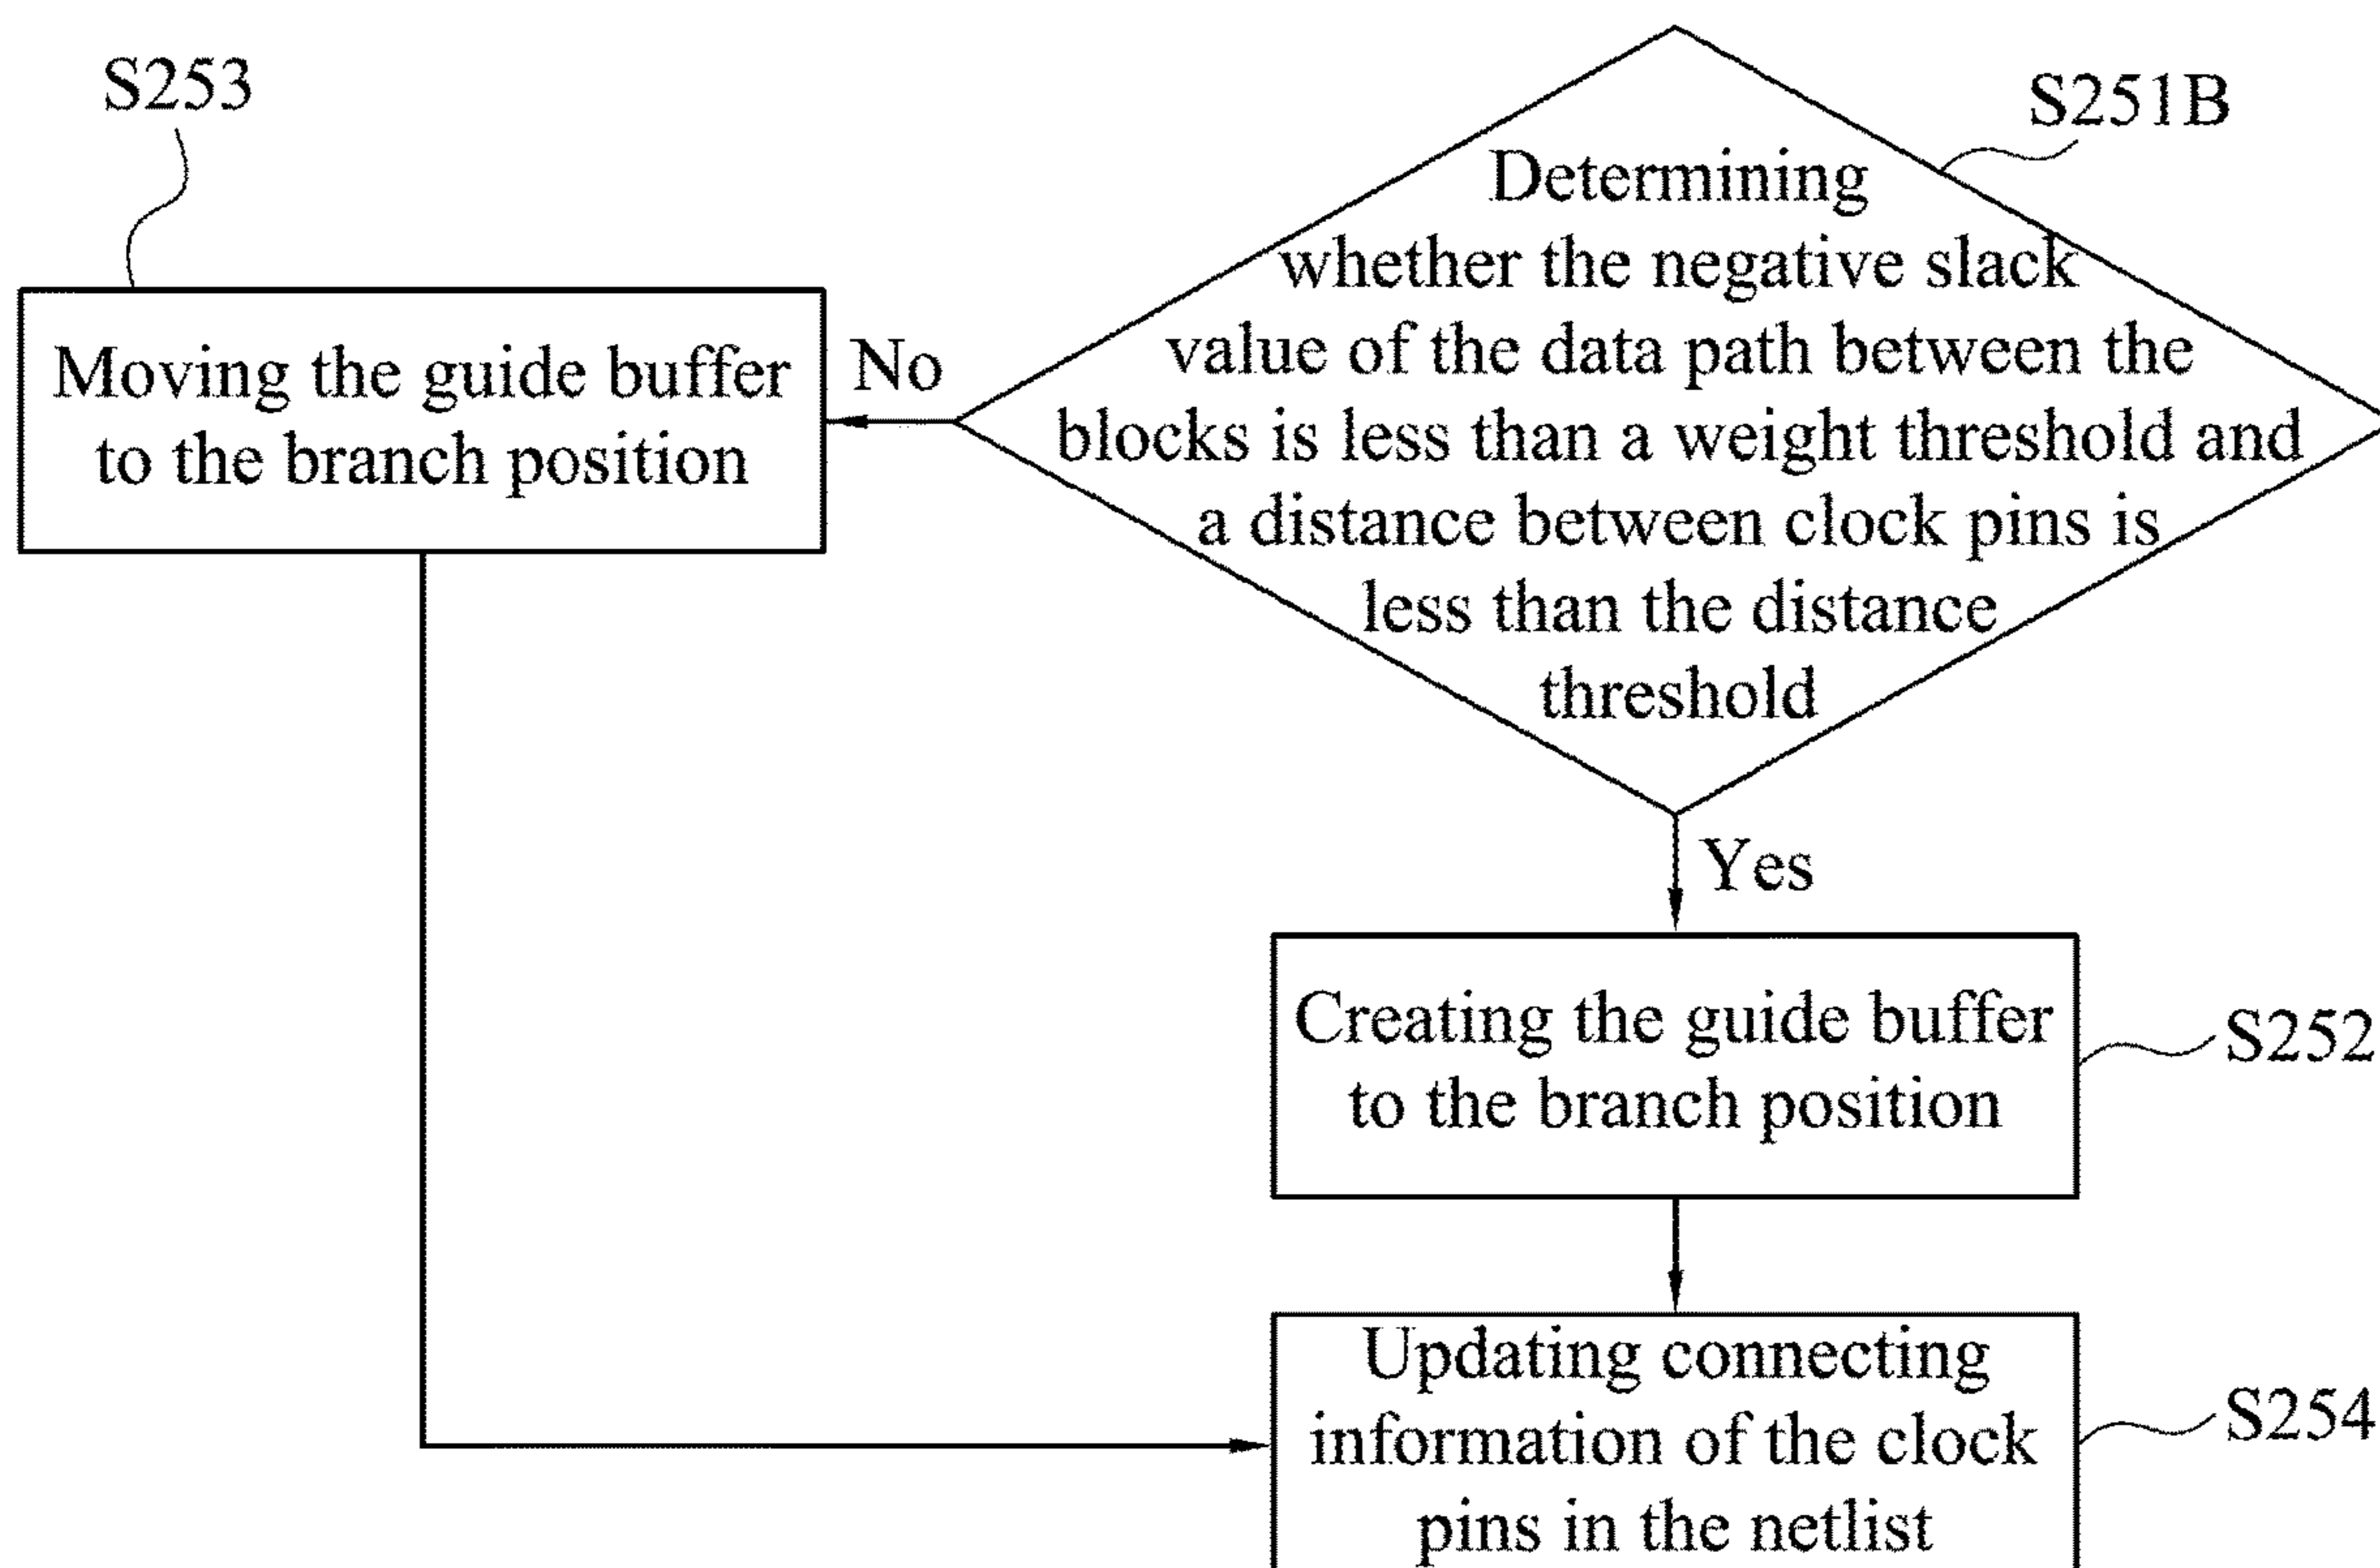 S253
S251B
Determining
whether the negative slack
value of the data path between the
blocks is less than a weight threshold and
a distance between clock pins is
less than the distance
threshold
No
Moving the guide buffer
to the branch position
Yes
Creating the guide buffer
to the branch position
S252
Updating connecting
information of the clock
pins in the netlist
S254